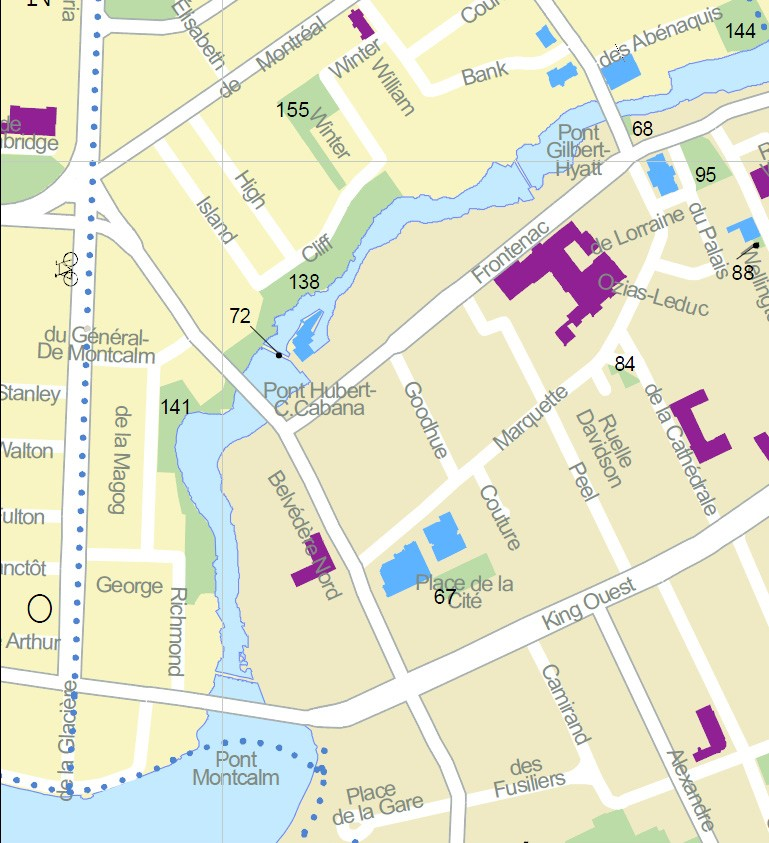 Elisabeth
Montréal
de
Winter
William
Cour
Bank
des Abénaquis
144
de
155
Winter
68
Pont
Gilbert-
Hyatt
95
High
Island
Cliff
Frontenac
de Lorraine
du Palais
Wellington
88
Ozias-Leduc
138
72
du Général-
De Montcalm
Pont Hubert-
C.Cabana
84
Stanley
141
de la Magog
Goodhue
Marquette
Ruelle
Davidson
de la Cathédrale
Walton
Peel
Belvédère Nord
Couture
Fulton
George
Richmond
Place de la
Cité
67
King Ouest
Arthur
de la Glacière
Camirand
Alexandre
Pont
Montcalm
des
Fusiliers
Place
de la Gare